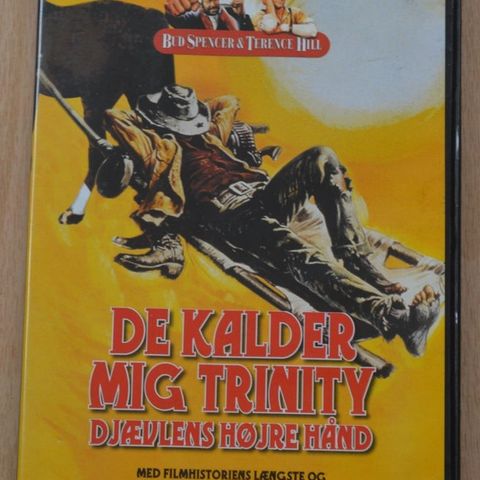 BUD SPENCER & TERENCE HILL
DE KALDER
MIG TRINITY
DJÆVLENS HØJRE HÅND
MED FILMHISTORIENS LÆNGSTE OG